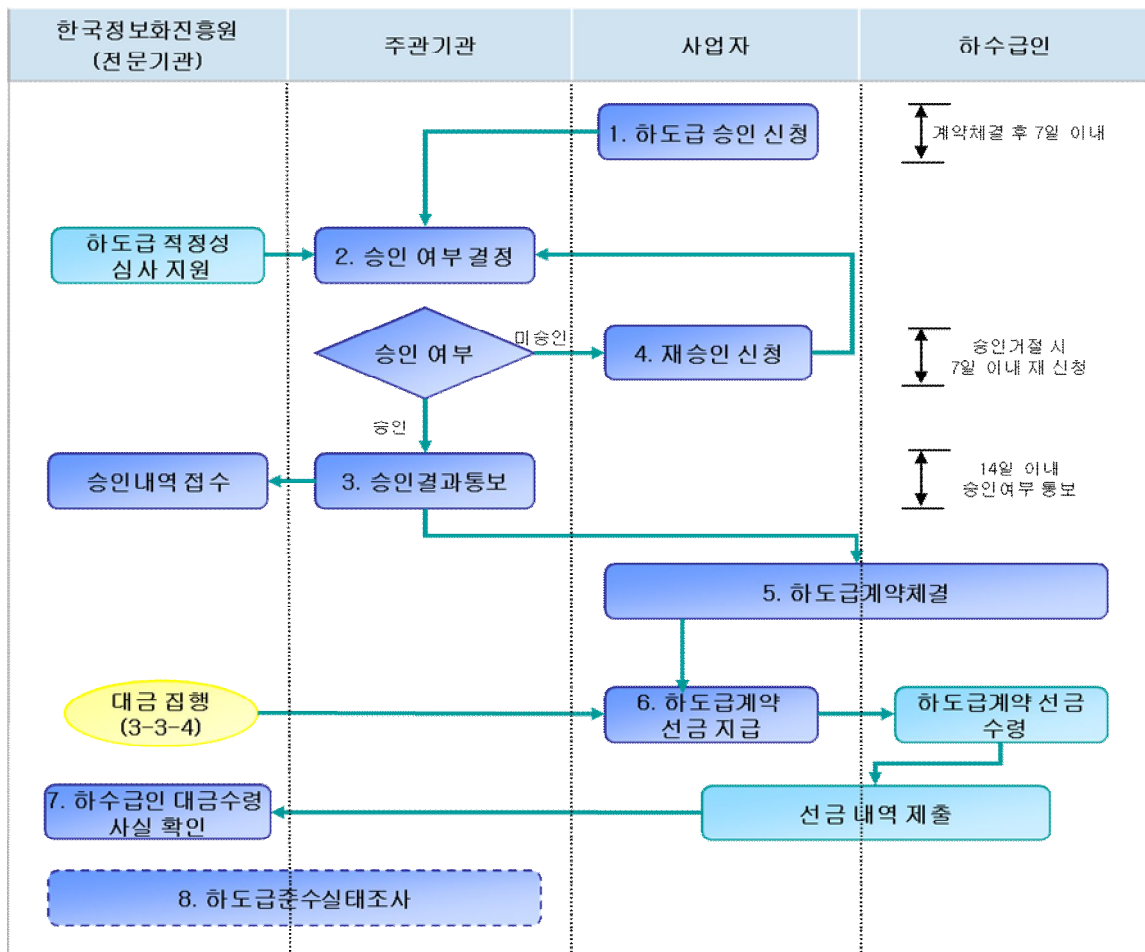 한국정보화진흥원
(전문기관)
주관기관
사업자
하수급인
1. 하도급 승인 신청
계약체결 후 7일 이내
하도급 적정성
심사 지원
2. 승인 여부 결정
승인 여부
미승인
4. 재승인 신청
승인거절 시
7일 이내 재 신청
승인
승인내역 접수
3. 승인결과통보
14일 이내
승인여부 통보
5. 하도급계약체결
대금 집행
(3-3-4)
6. 하도급계약
선금 지급
하도급계약 선금
수령
7. 하수급인 대금수령
사실 확인
선금 내역 제출
8. 하도급준수실태조사